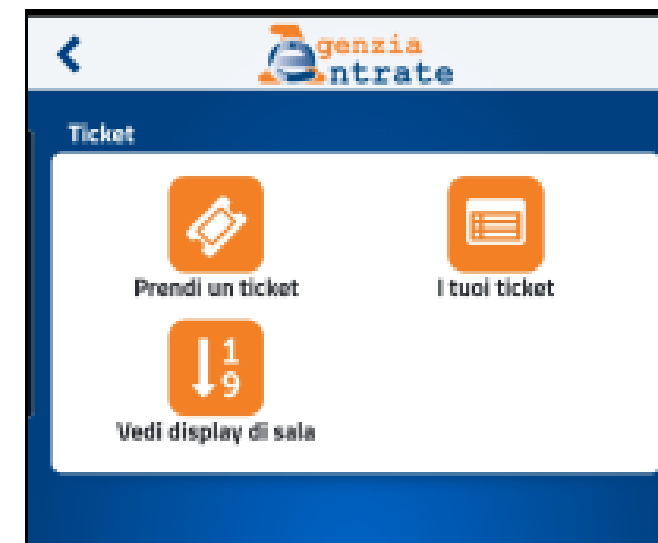 genzia
ntrate
Ticket
Prendi un ticket
I tuoi ticket
1
9
Vedi display di sala